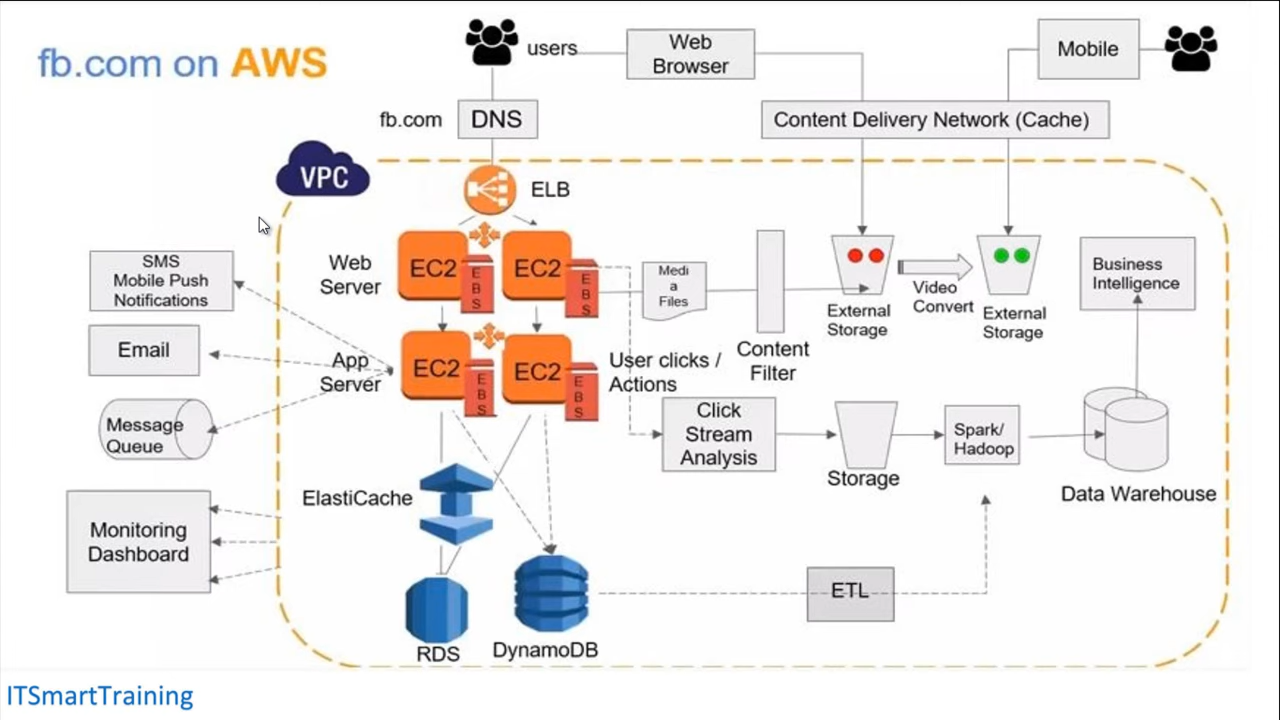 fb.com on AWS
users
Web
Browser
Mobile
fb.com
DNS
Content Delivery Network (Cache)
VPC
ELB
Web
Server
EC2
EBS
EC2
EBS
Medi
a
Files
Content
Filter
External
Storage
Video
Convert
External
Storage
Business
Intelligence
SMS
Mobile Push
Notifications
Email
Message
Queue
App
Server
EC2
EBS
EC2
EBS
User clicks /
Actions
Click
Stream
Analysis
Storage
Spark/
Hadoop
Data Warehouse
Monitoring
Dashboard
ElastiCache
RDS
DynamoDB
ETL
ITSmartTraining